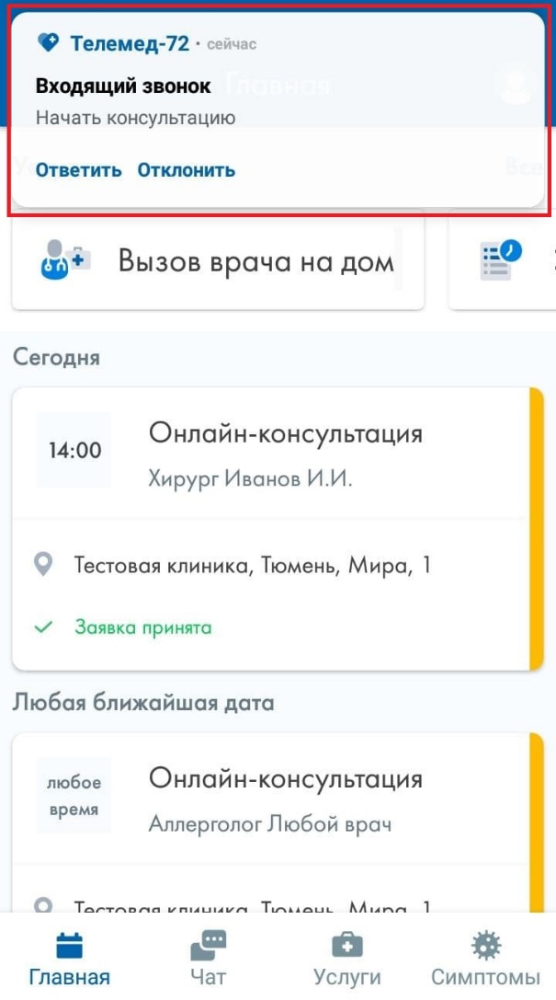 Телемед-72 · сейчас
Главная
Входящий звонок
Начать консультацию
Все
Ответить Отклонить
Вызов врача на дом
Сегодня
14:00
Онлайн-консультация
Хирург Иванов И.И.
Тестовая клиника, Тюмень, Мира, 1
Заявка принята
Любая ближайшая дата
любое
время
Онлайн-консультация
Аллерголог Любой врач
Тестовая клиника, Тюмень, Мира, 1
Главная
Чат
Услуги
Симптомы